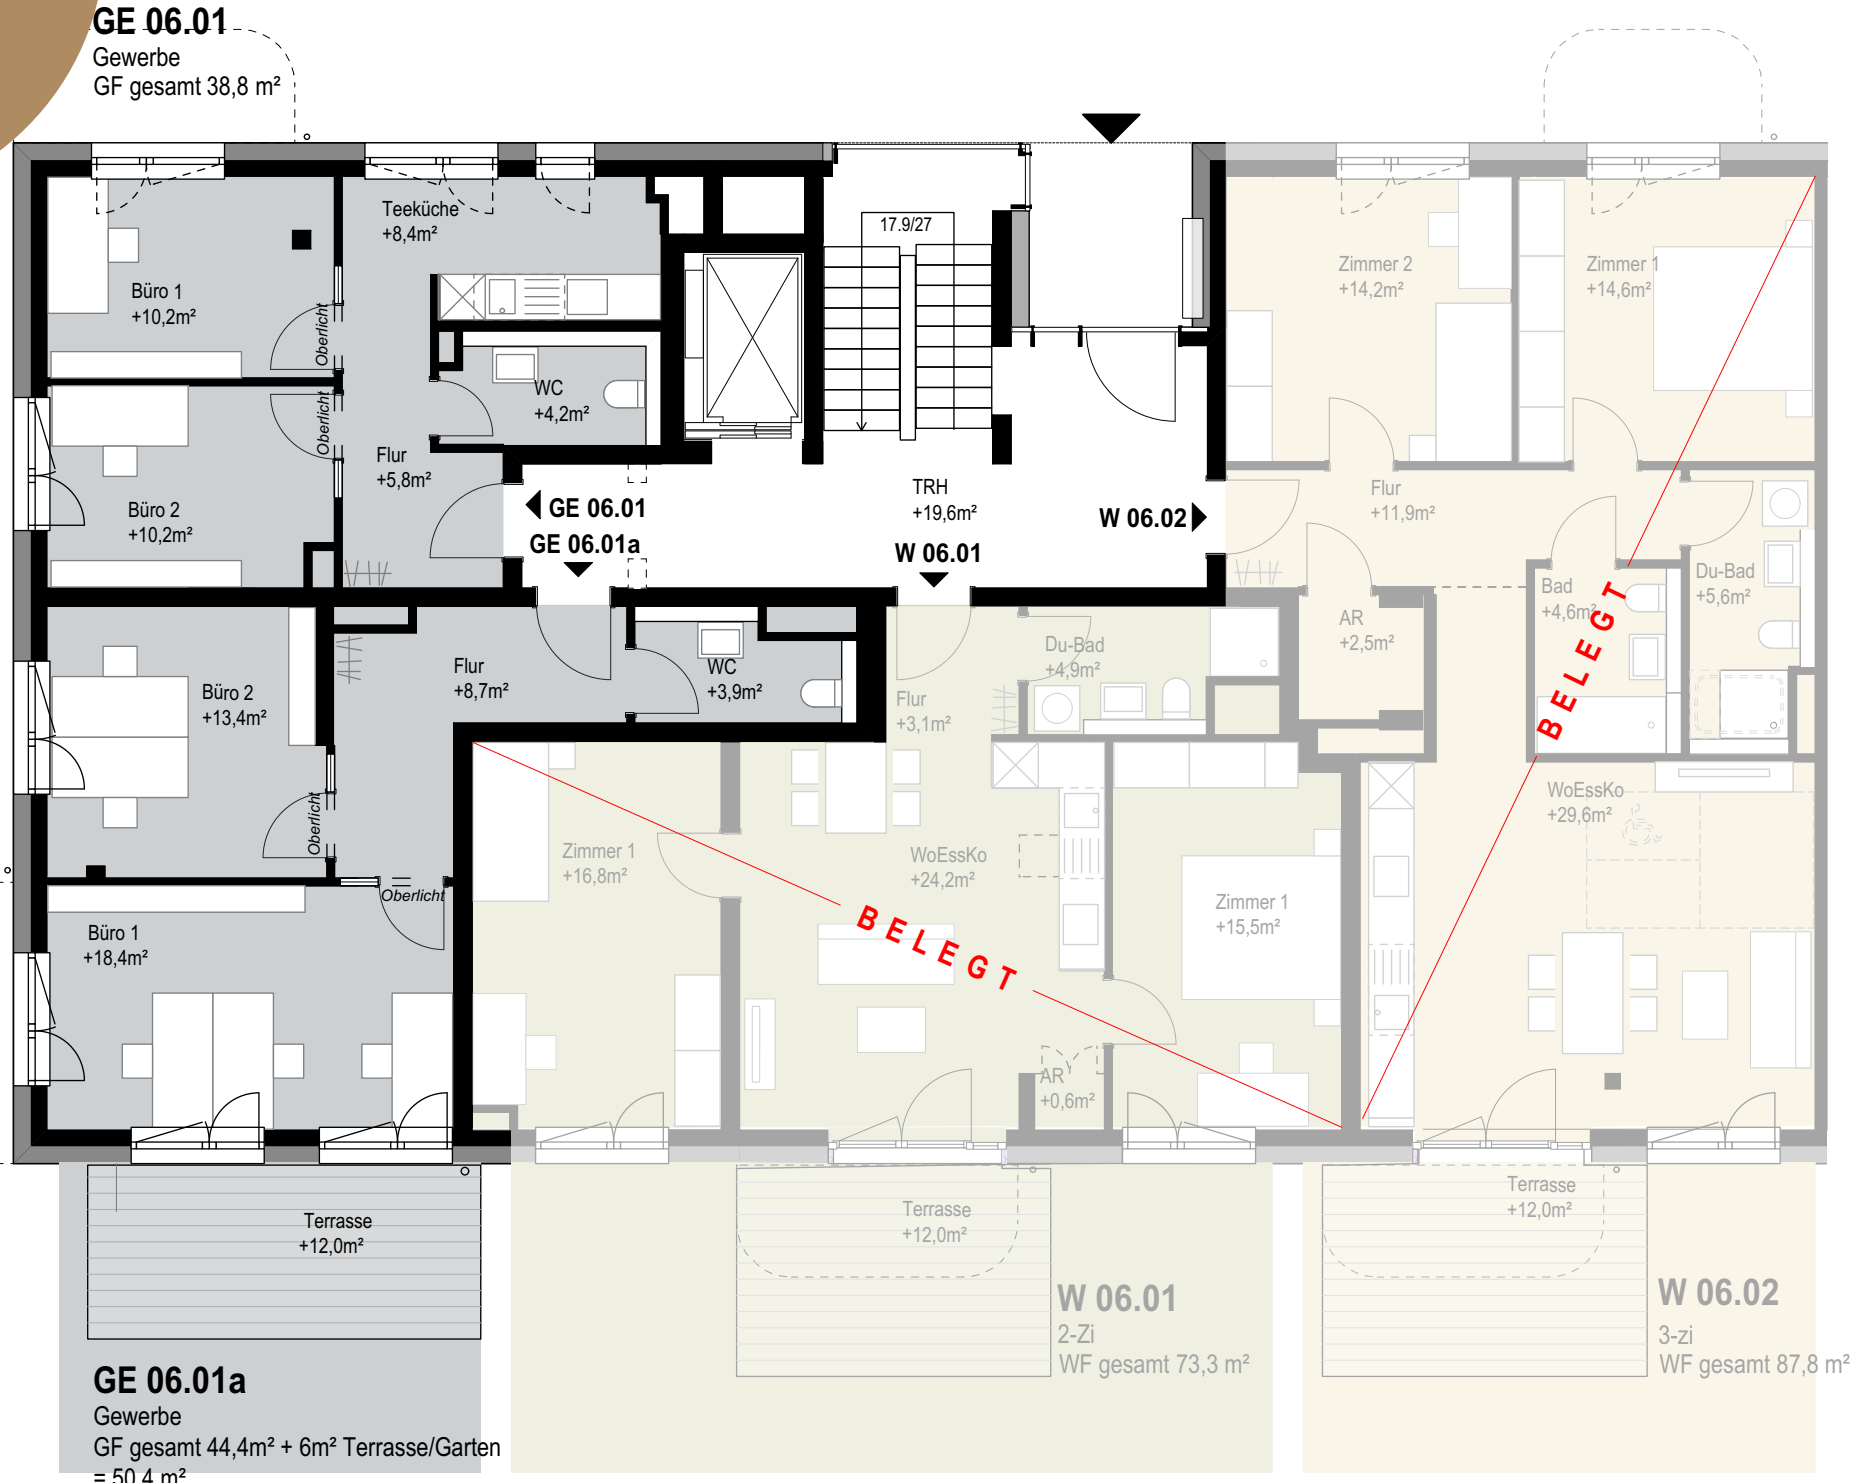 GE 06.01
Gewerbe
GF gesamt 38,8 m²
Teeküche
+8,4m²
17.9/27
Büro 1
+10,2m²
Oberlicht
Zimmer 2
+14,2m²
Zimmer 1
+14,6m²
WC
+4,2m²
Oberlicht
Flur
+5,8m²
Büro 2
+10,2m²
GE 06.01
GE 06.01a
TRH
+19,6m²
W 06.01
W 06.02
Flur
+11,9m²
Bad
+4,6m²
Du-Bad
+5,6m²
AR
+2,5m²
BELEGT
Büro 2
+13,4m²
Flur
+8,7m²
WC
+3,9m²
Du-Bad
+4,9m²
Flur
+3,1m²
Oberlicht
Oberlicht
Zimmer 1
+16,8m²
WoEssKo
+24,2m²
BELEGT
Zimmer 1
+15,5m²
WoEssKo
+29,6m²
Büro 1
+18,4m²
AR
+0,6m²
Terrasse
+12,0m²
Terrasse
+12,0m²
Terrasse
+12,0m²
W 06.01
2-Zi
WF gesamt 73,3 m²
W 06.02
3-zi
WF gesamt 87,8 m²
GE 06.01a
Gewerbe
GF gesamt 44,4m² + 6m² Terrasse/Garten
= 50,4 m²